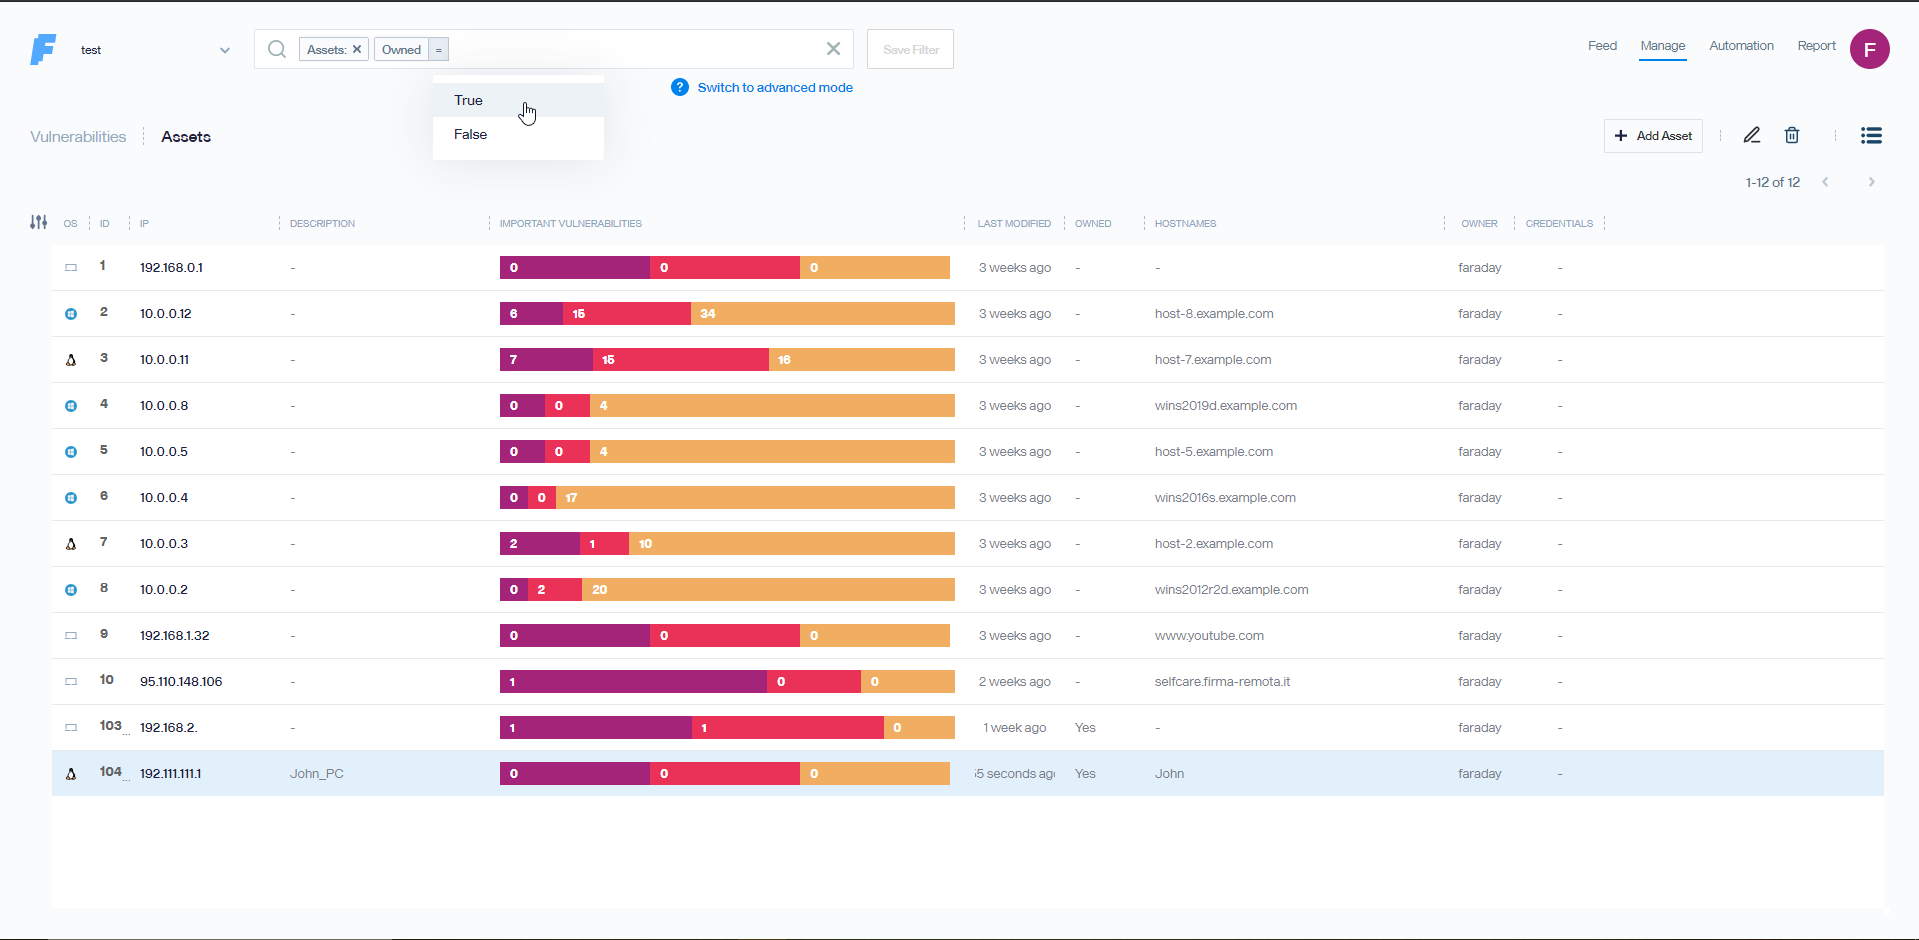 test
Assets: ✕ Owned =
Save Filter
Feed Manage Automation Report F
True
False
? Switch to advanced mode
Vulnerabilities Assets
+ Add Asset
1-12 of 12
OS ID IP DESCRIPTION IMPORTANT VULNERABILITIES LAST MODIFIED OWNED HOSTNAMES OWNER CREDENTIALS
1 192.168.0.1 - 0 0 0 3 weeks ago - - faraday -
2 10.0.0.12 - 6 15 34 3 weeks ago - host-8.example.com faraday -
3 10.0.0.11 - 7 15 16 3 weeks ago - host-7.example.com faraday -
4 10.0.0.8 - 0 0 4 3 weeks ago - wins2019d.example.com faraday -
5 10.0.0.5 - 0 0 4 3 weeks ago - host-5.example.com faraday -
6 10.0.0.4 - 0 0 17 3 weeks ago - wins2016s.example.com faraday -
7 10.0.0.3 - 2 1 10 3 weeks ago - host-2.example.com faraday -
8 10.0.0.2 - 0 2 20 3 weeks ago - wins2012r2d.example.com faraday -
9 192.168.1.32 - 0 0 0 3 weeks ago - www.youtube.com faraday -
10 95.110.148.106 - 1 0 0 2 weeks ago - selfcare.firma-remota.it faraday -
103... 192.168.2. - 1 1 0 1 week ago Yes - faraday -
104... 192.111.111.1 John_PC 0 0 0 5 seconds ago Yes John faraday -